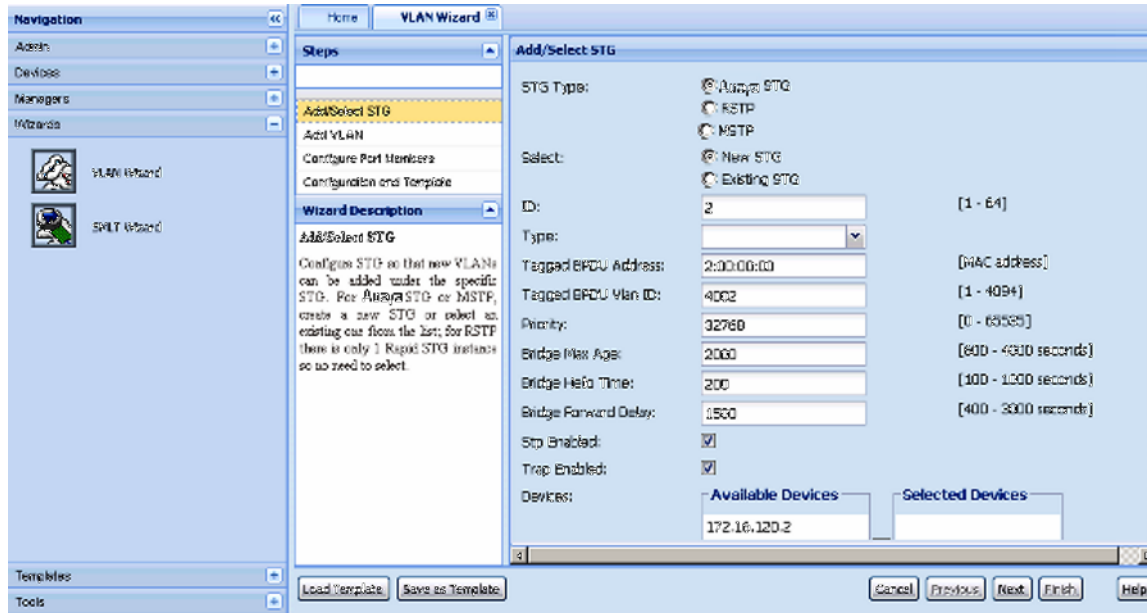 Navigation
Admin
Devices
Managers
Wizards
VLAN Wizard
SMLT Wizard
Templates
Tools
Home
VLAN Wizard
Steps
Add/Select STG
Add VLAN
Configure Port Members
Configuration and Template
Wizard Description
Add/Select STG
Configure STG so that new VLANs
can be added under the specific
STG. For Avaya STG or MSTP,
create a new STG or select an
existing one from the list; for RSTP
there is only 1 Rapid STG instance
so no need to select.
Load Template
Save as Template
Add/Select STG
STG Type:
Avaya STG
RSTP
MSTP
Select:
New STG
Existing STG
ID:
2
[1 - 64]
Type:
Tagged BPDU Address:
2:00:00:00
[MAC address]
Tagged BPDU Vlan ID:
4002
[1 - 4094]
Priority:
32768
[0 - 65535]
Bridge Max Age:
2000
[600 - 4000 seconds]
Bridge Hello Time:
200
[100 - 1000 seconds]
Bridge Forward Delay:
1500
[400 - 3000 seconds]
Stp Enabled:
Trap Enabled:
Devices:
Available Devices
172.16.120.2
Selected Devices
Cancel
Previous
Next
Finish
Help